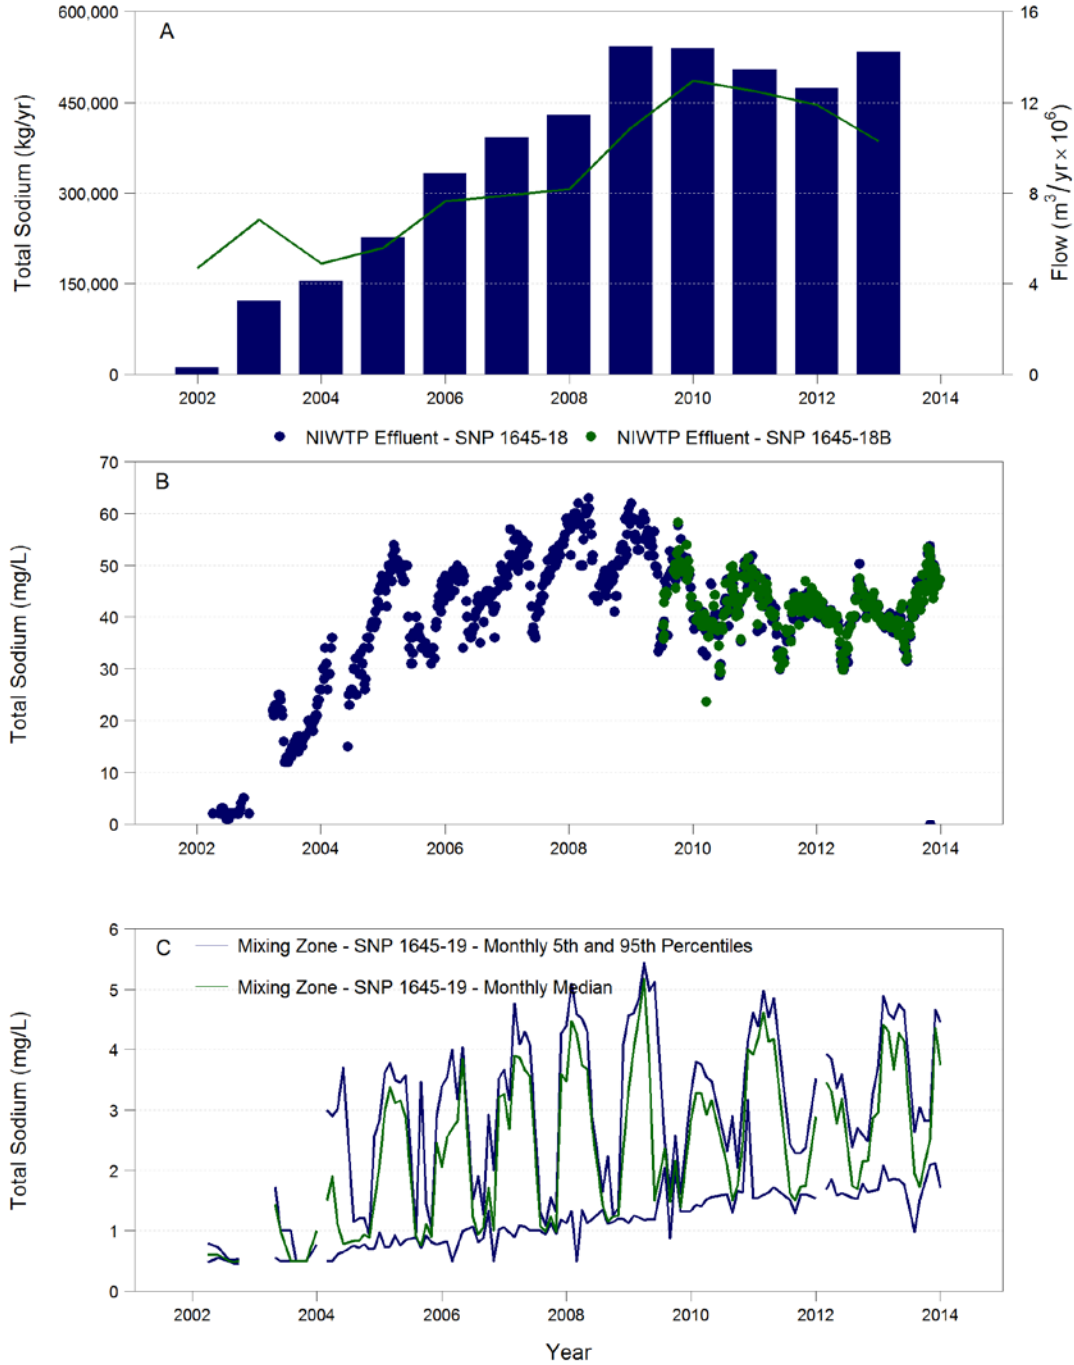 A
600,000
450,000
300,000
150,000
0
Total Sodium (kg/yr)
16
12
8
4
0
Flow (m³/yr × 10⁶)
2002 2004 2006 2008 2010 2012 2014
NIWTP Effluent - SNP 1645-18 NIWTP Effluent - SNP 1645-18B
B
70
60
50
40
30
20
10
0
Total Sodium (mg/L)
2002 2004 2006 2008 2010 2012 2014
C
Mixing Zone - SNP 1645-19 - Monthly 5th and 95th Percentiles
Mixing Zone - SNP 1645-19 - Monthly Median
6
5
4
3
2
1
0
Total Sodium (mg/L)
2002 2004 2006 2008 2010 2012 2014
Year